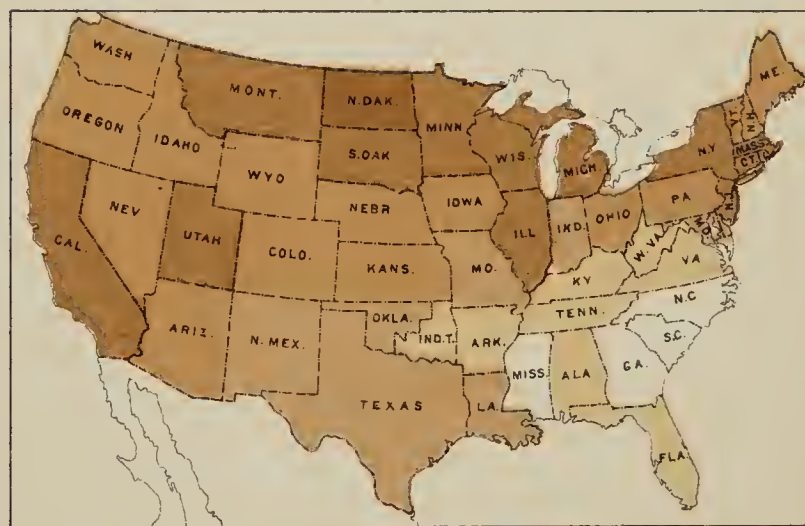 WASH
OREGON
IDAHO
MONT.
WYO
NEV
CAL.
UTAH
COLO.
ARIZ.
N.MEX.
N.DAK.
S.DAK
NEBR
KANS.
OKLA.
IND.T.
TEXAS
MINN.
IOWA
MO.
ARK.
LA.
WIS.
ILL
MICH.
IND.
OHIO
KY
TENN.
MISS.
ALA
GA.
FLA.
S.C.
N.C
VA
W.VA.
PA
N.Y
VT.
N.H.
ME.
MASS.
CT.
N.J.
MD.